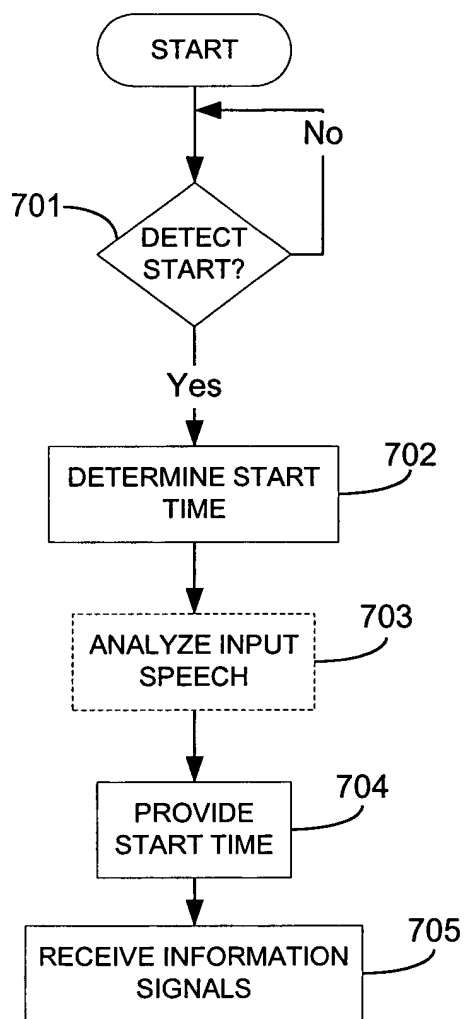 START
No
701
DETECT
START?
Yes
702
DETERMINE START
TIME
703
ANALYZE INPUT
SPEECH
704
PROVIDE
START TIME
705
RECEIVE INFORMATION
SIGNALS